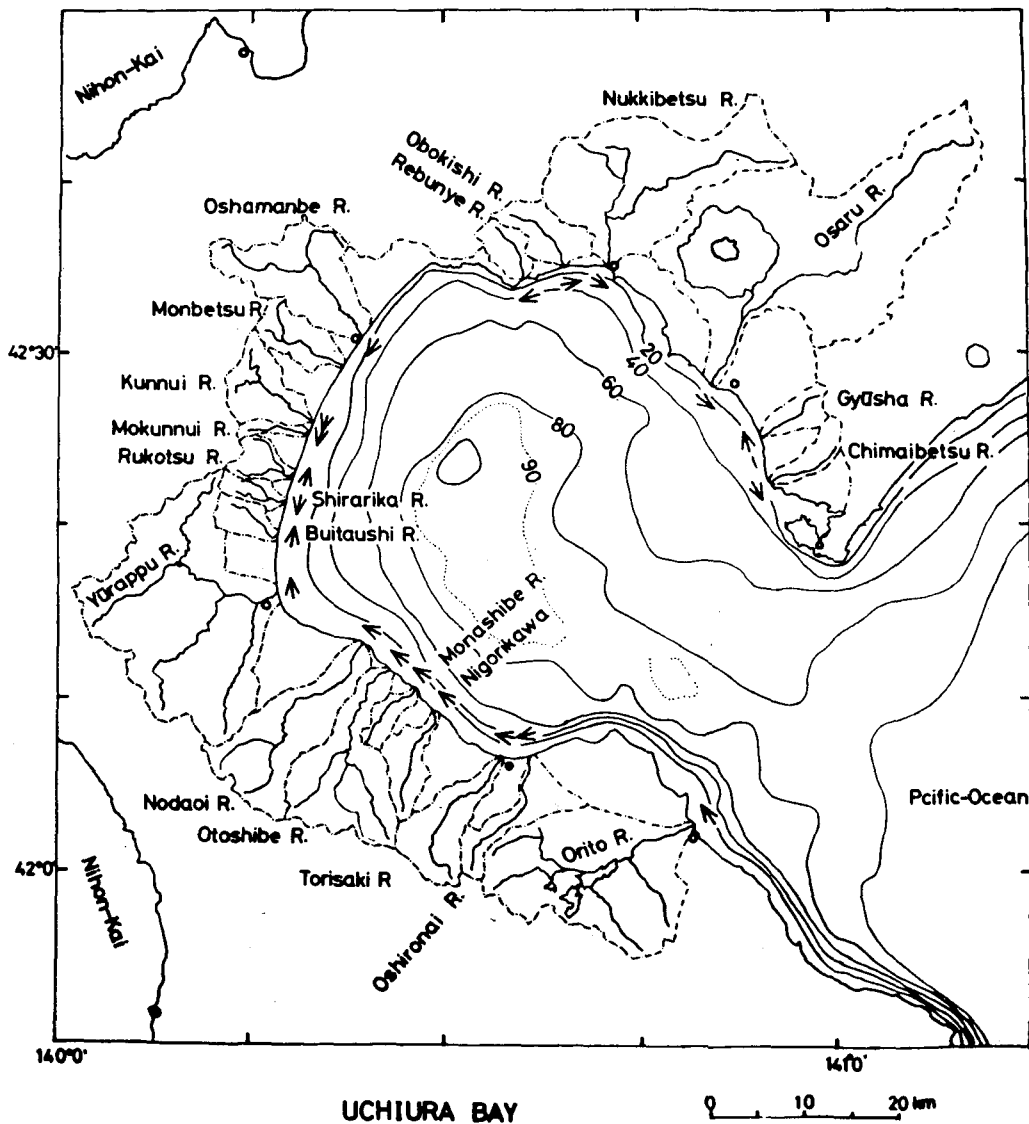 Nihon-Kai
Nukkibetsu R.
Obokishi R.
Rebunye R.
Oshamanbe R.
Osaru R.
Monbetsu R.
42°30'
20
40
60
Kunnui R.
80
Gyūsha R.
Mokunnui R.
Rukotsu R.
90
Chimaibetsu R.
Shirarika R.
Buitaushi R.
Yūrappu R.
Monashibe R.
Nigorikawa
Nodaoi R.
Pcific-Ocean
Otoshibe R.
Orito R.
42°0'
Torisaki R
Nihon-Kai
Oshironai R.
140°0'
141°0'
UCHIURA BAY
0 10 20 km